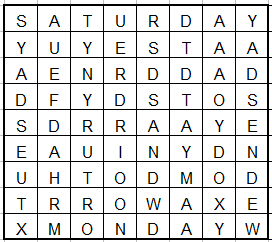 S A T U R D A Y
Y U Y E S T A A
A E N R D D A D
D F Y D S T O S
S D R R A A Y E
E A U I N Y D N
U H T O D M O D
T R R O W A X E
X M O N D A Y W